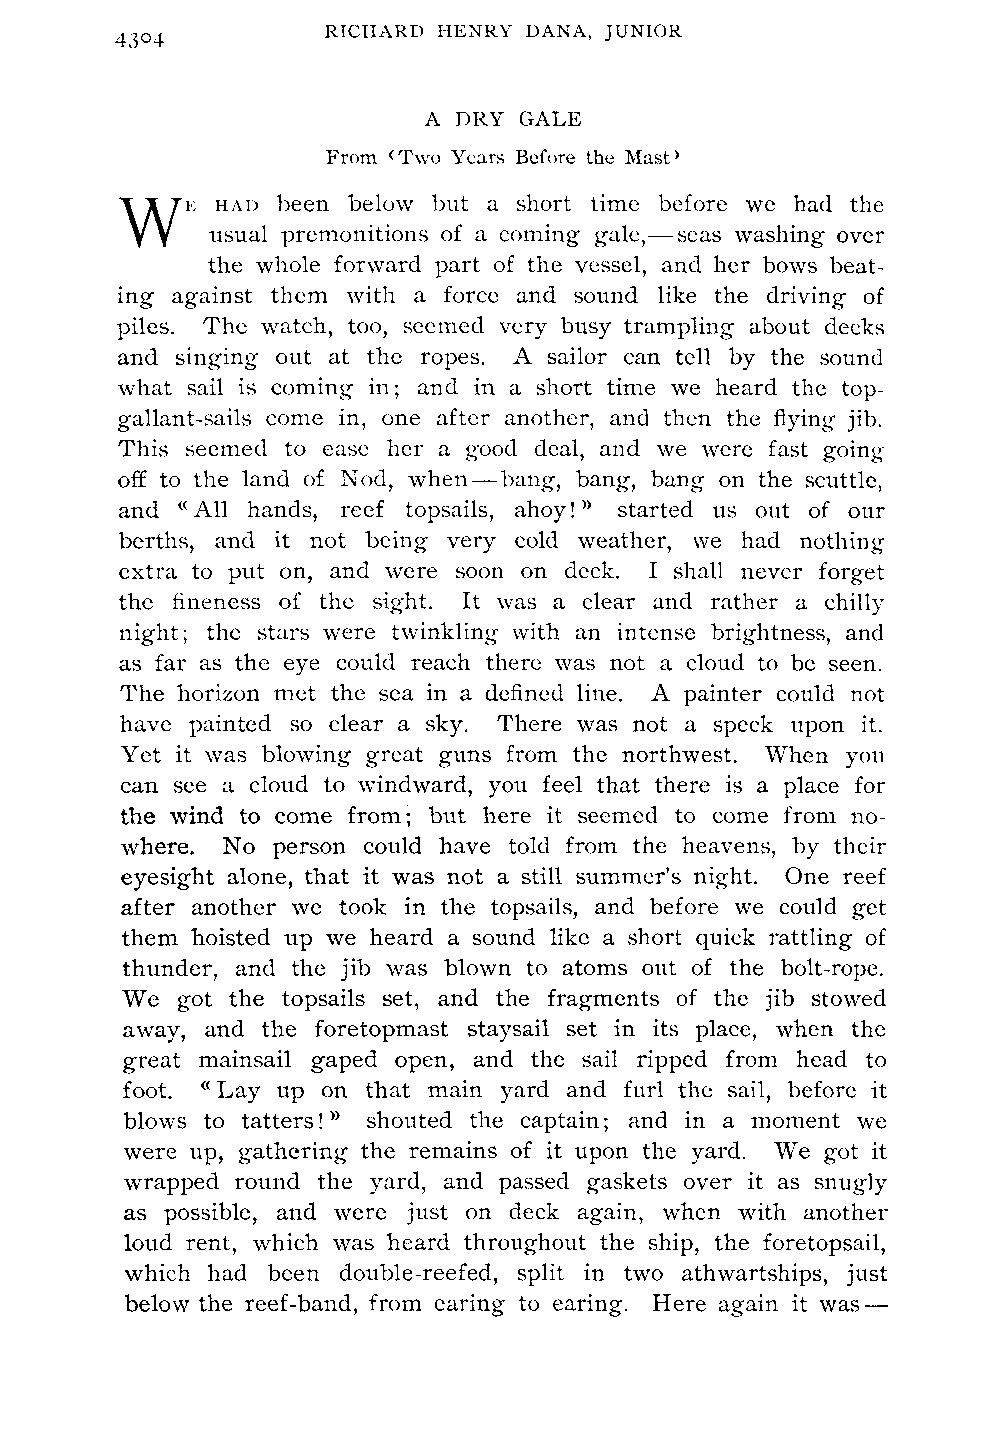 4304
RICHARD HENRY DANA, JUNIOR
A DRY GALE
From ‹Two Years Before the Mast›
WE HAD been below but a short time before we had the
usual premonitions of a coming gale,—seas washing over
the whole forward part of the vessel, and her bows beat-
ing against them with a force and sound like the driving of
piles. The watch, too, seemed very busy trampling about decks
and singing out at the ropes. A sailor can tell by the sound
what sail is coming in; and in a short time we heard the top-
gallant-sails come in, one after another, and then the flying jib.
This seemed to ease her a good deal, and we were fast going
off to the land of Nod, when—bang, bang, bang on the scuttle,
and «All hands, reef topsails, ahoy!» started us out of our
berths, and it not being very cold weather, we had nothing
extra to put on, and were soon on deck. I shall never forget
the fineness of the sight. It was a clear and rather a chilly
night; the stars were twinkling with an intense brightness, and
as far as the eye could reach there was not a cloud to be seen.
The horizon met the sea in a defined line. A painter could not
have painted so clear a sky. There was not a speck upon it.
Yet it was blowing great guns from the northwest. When you
can see a cloud to windward, you feel that there is a place for
the wind to come from; but here it seemed to come from no-
where. No person could have told from the heavens, by their
eyesight alone, that it was not a still summer's night. One reef
after another we took in the topsails, and before we could get
them hoisted up we heard a sound like a short quick rattling of
thunder, and the jib was blown to atoms out of the bolt-rope.
We got the topsails set, and the fragments of the jib stowed
away, and the foretopmast staysail set in its place, when the
great mainsail gaped open, and the sail ripped from head to
foot. «Lay up on that main yard and furl the sail, before it
blows to tatters!» shouted the captain; and in a moment we
were up, gathering the remains of it upon the yard. We got it
wrapped round the yard, and passed gaskets over it as snugly
as possible, and were just on deck again, when with another
loud rent, which was heard throughout the ship, the foretopsail,
which had been double-reefed, split in two athwartships, just
below the reef-band, from earing to earing. Here again it was—